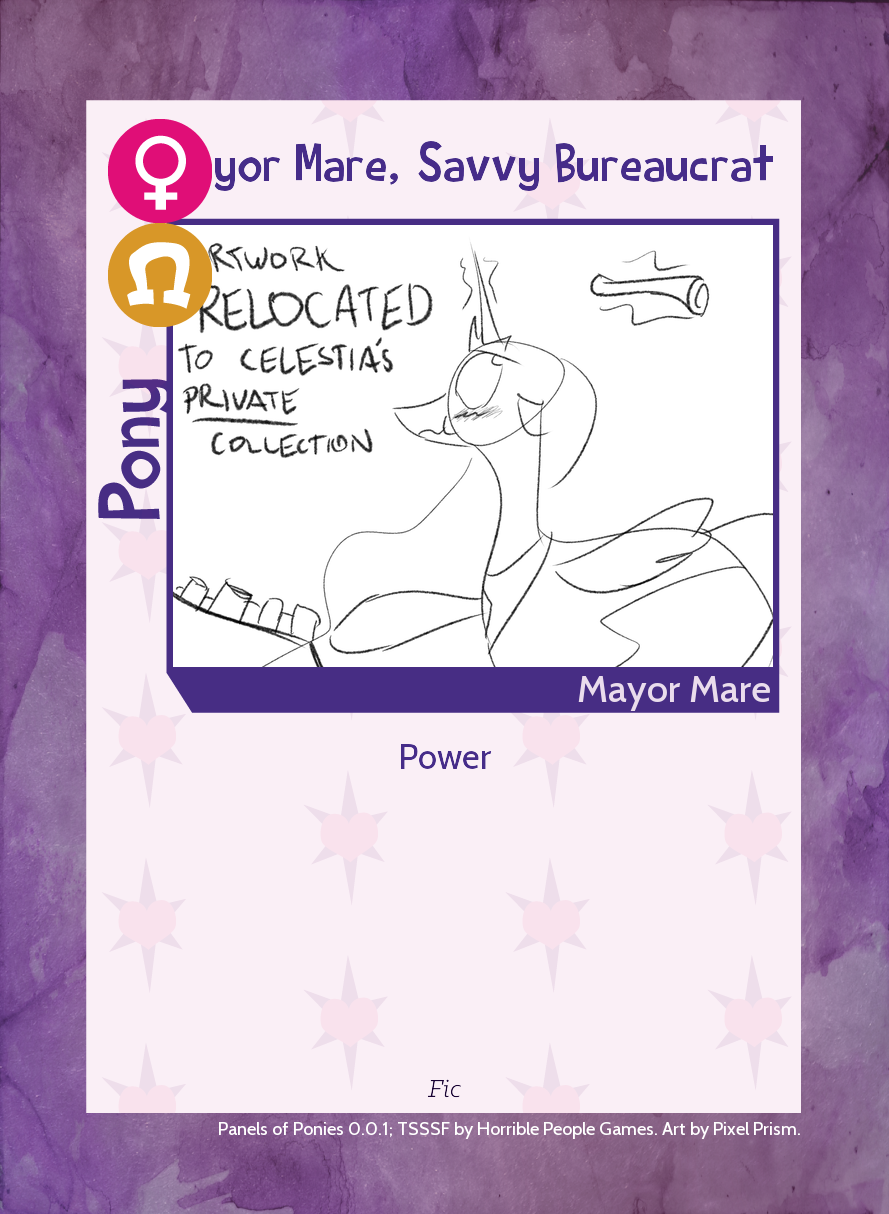 yor Mare, Savvy Bureaucrat
RTWORK
RELOCATED
TO CELESTIA'S
PRIVATE
COLLECTION
Pony
Mayor Mare
Power
Fic
Panels of Ponies 0.0.1; TSSSF by Horrible People Games. Art by Pixel Prism.